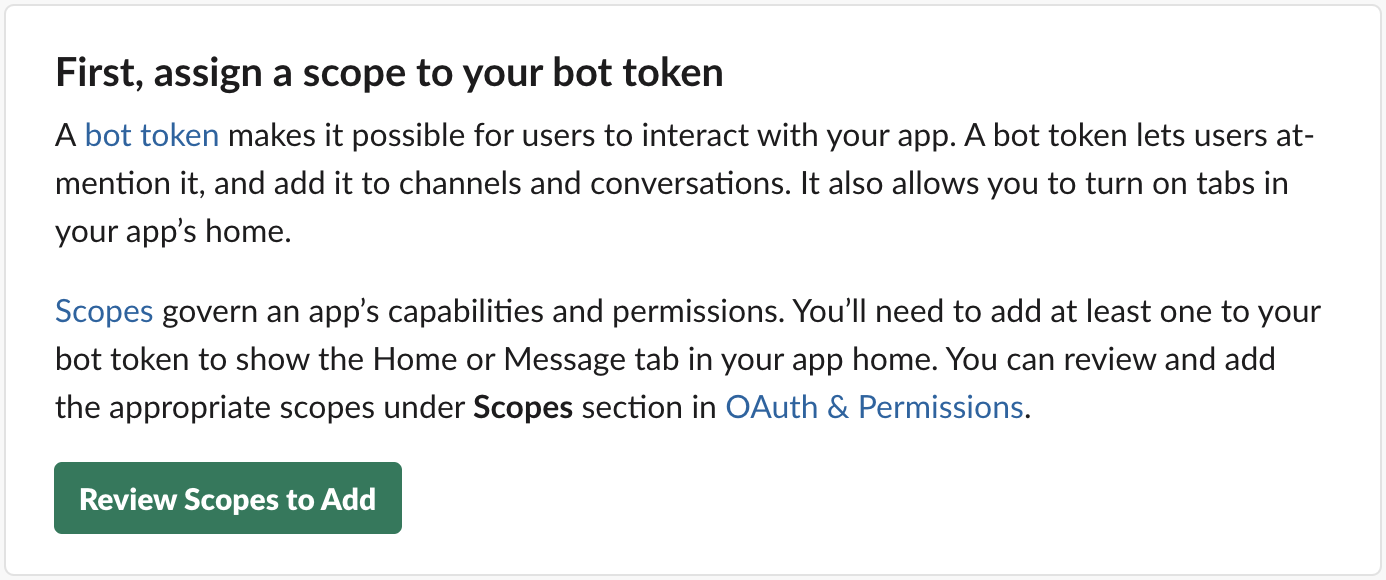 First, assign a scope to your bot token
A bot token makes it possible for users to interact with your app. A bot token lets users at-
mention it, and add it to channels and conversations. It also allows you to turn on tabs in
your app’s home.
Scopes govern an app’s capabilities and permissions. You’ll need to add at least one to your
bot token to show the Home or Message tab in your app home. You can review and add
the appropriate scopes under Scopes section in OAuth & Permissions.
Review Scopes to Add